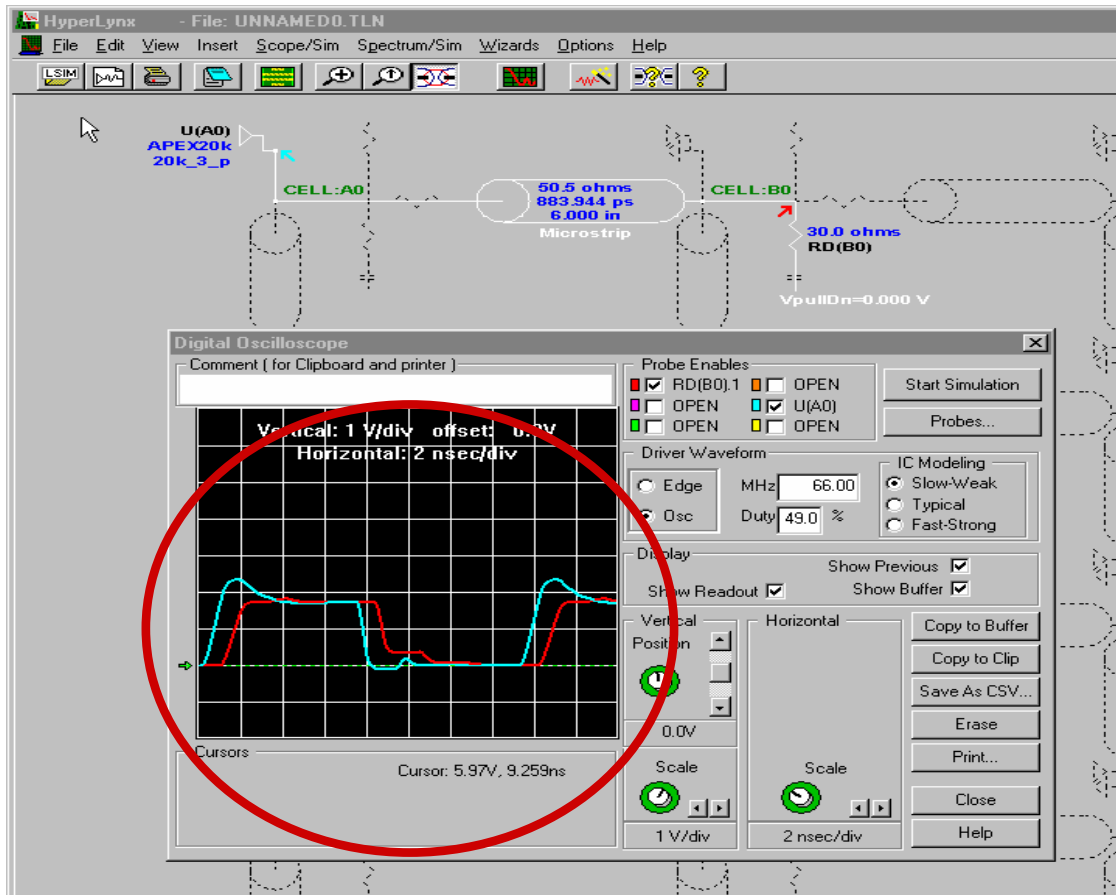 HyperLynx - File: UNNAMED0.TLN
File Edit View Insert Scope/Sim Spectrum/Sim Wizards Options Help
LSIM
U(A0)
APEX20k
20k_3_p
CELL:A0
50.5 ohms
883.944 ps
6.000 in
Microstrip
CELL:B0
30.0 ohms
RD(B0)
VpullDn=0.000 V
Digital Oscilloscope
Comment ( for Clipboard and printer )
Vertical: 1 V/div offset: 0.0V
Horizontal: 2 nsec/div
Probe Enables
RD(B0).1 OPEN
OPEN U(A0)
OPEN OPEN
Start Simulation
Probes...
Driver Waveform
Edge MHz 66.00
Osc Duty 49.0 %
IC Modeling
Slow-Weak
Typical
Fast-Strong
Display
Show Previous
Show Readout Show Buffer
Vertical
Position
0.0V
Scale
1 V/div
Horizontal
Scale
2 nsec/div
Copy to Buffer
Copy to Clip
Save As CSV...
Erase
Print...
Close
Help
Cursors
Cursor: 5.97V, 9.259ns